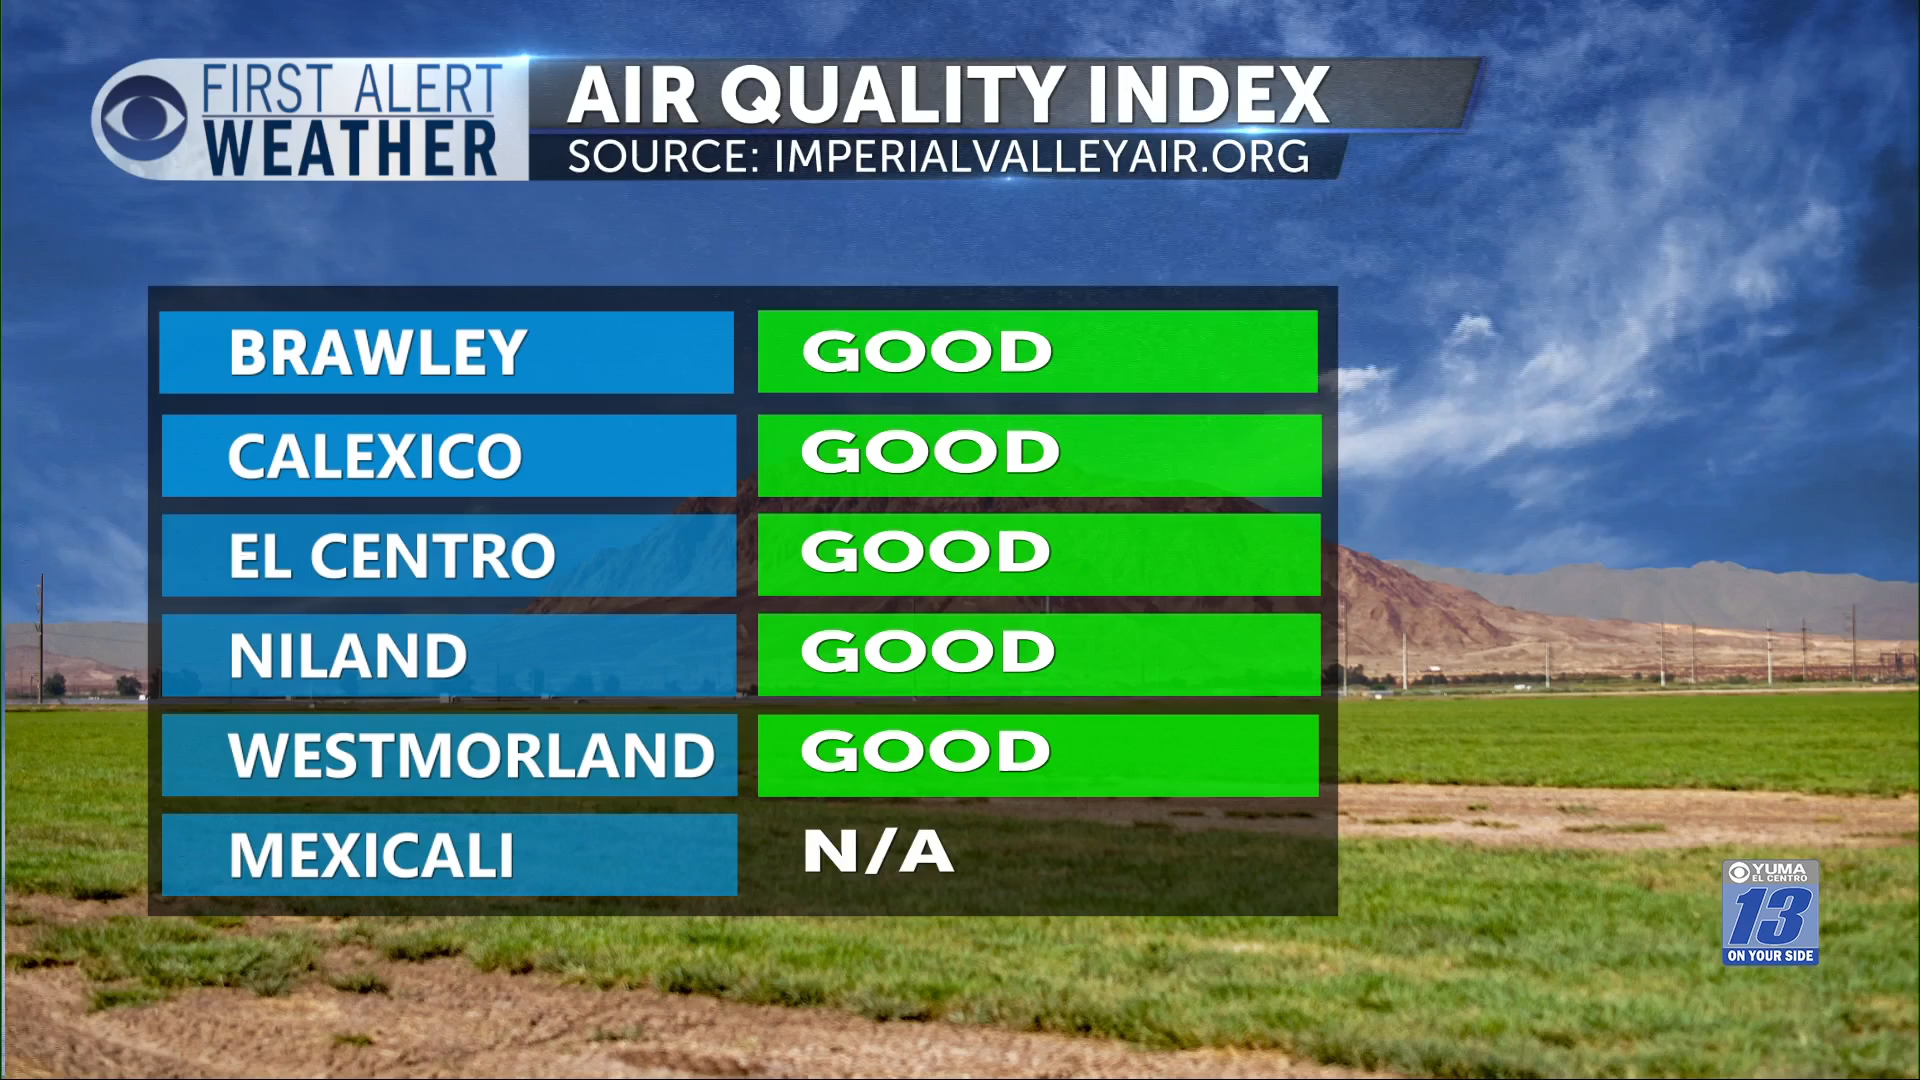 FIRST ALERT
WEATHER
AIR QUALITY INDEX
SOURCE: IMPERIALVALLEYAIR.ORG
BRAWLEY GOOD
CALEXICO GOOD
EL CENTRO GOOD
NILAND GOOD
WESTMORLAND GOOD
MEXICALI N/A
YUMA
EL CENTRO
13
ON YOUR SIDE